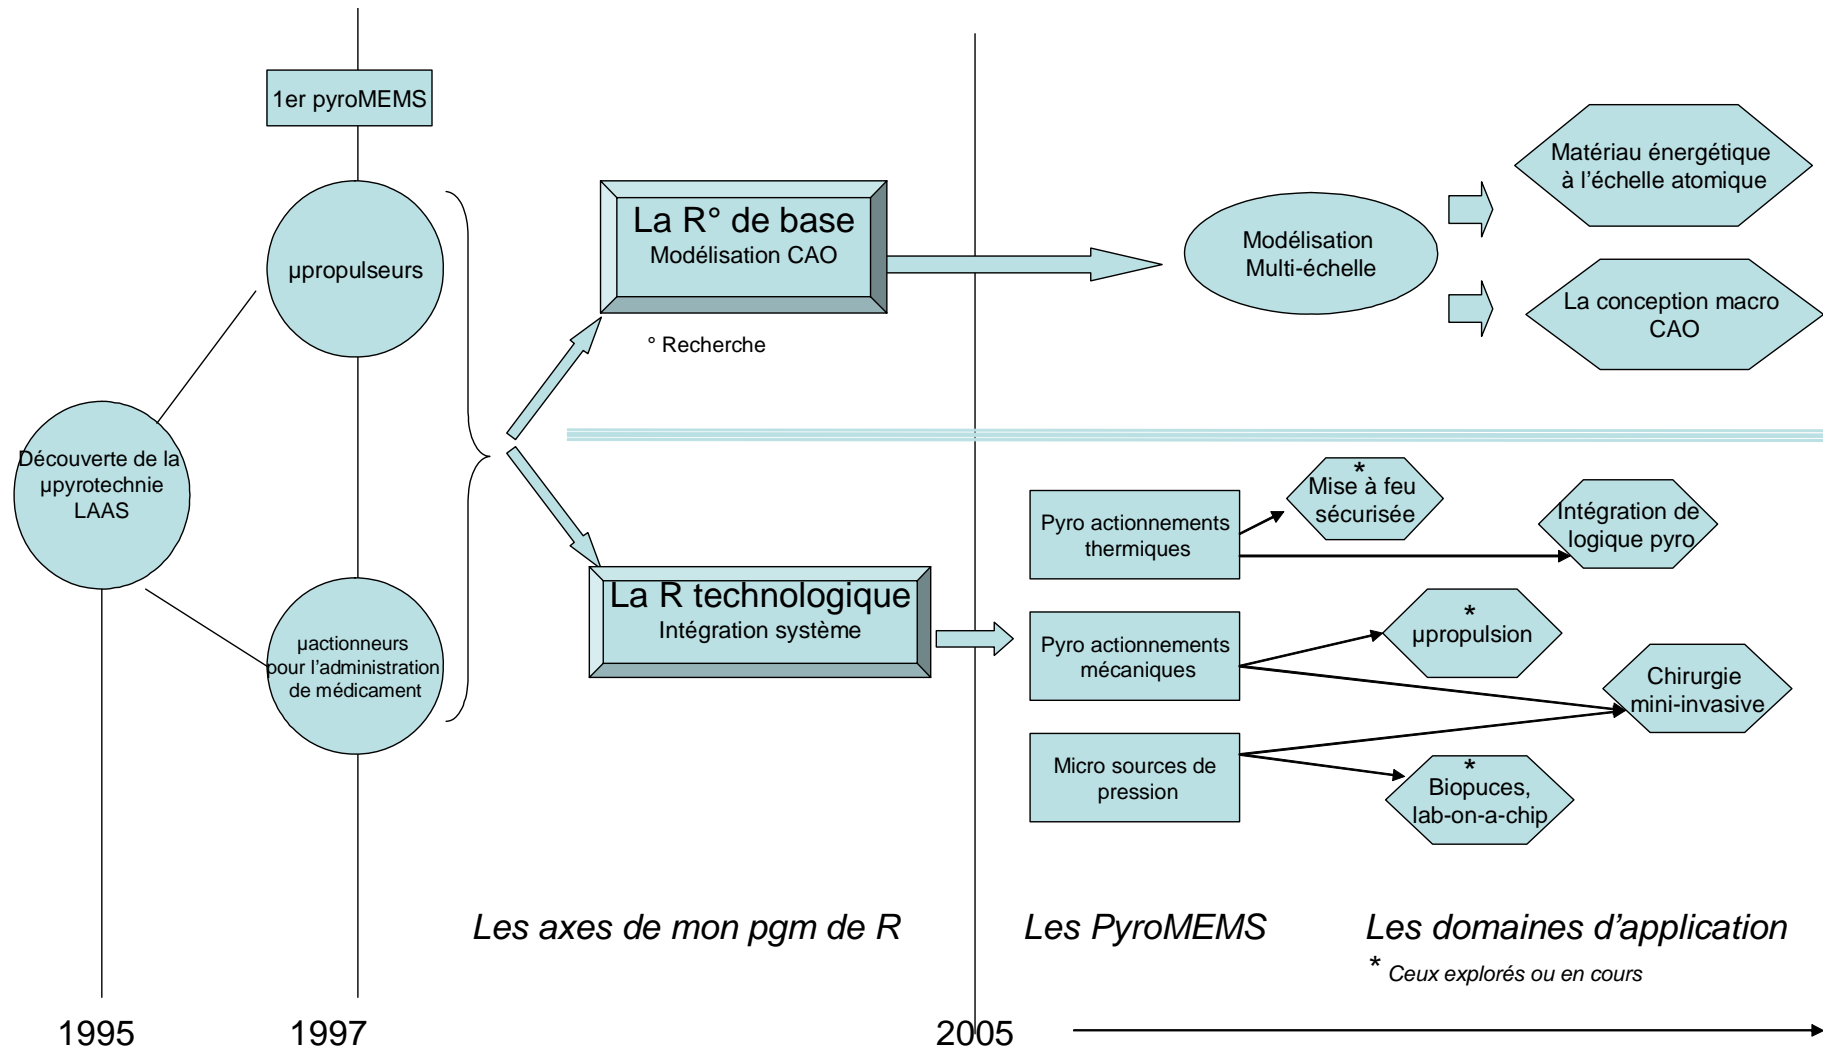 1er pyroMEMS
µpropulseurs
Découverte de la
µpyrotechnie
LAAS
µactionneurs
pour l'administration
de médicament
La R° de base
Modélisation CAO
° Recherche
La R technologique
Intégration système
Modélisation
Multi-échelle
Matériau énergétique
à l'échelle atomique
La conception macro
CAO
Pyro actionnements
thermiques
*
Mise à feu
sécurisée
Intégration de
logique pyro
Pyro actionnements
mécaniques
*
µpropulsion
Chirurgie
mini-invasive
Micro sources de
pression
*
Biopuces,
lab-on-a-chip
Les axes de mon pgm de R
Les PyroMEMS
Les domaines d'application
* Ceux explorés ou en cours
1995
1997
2005